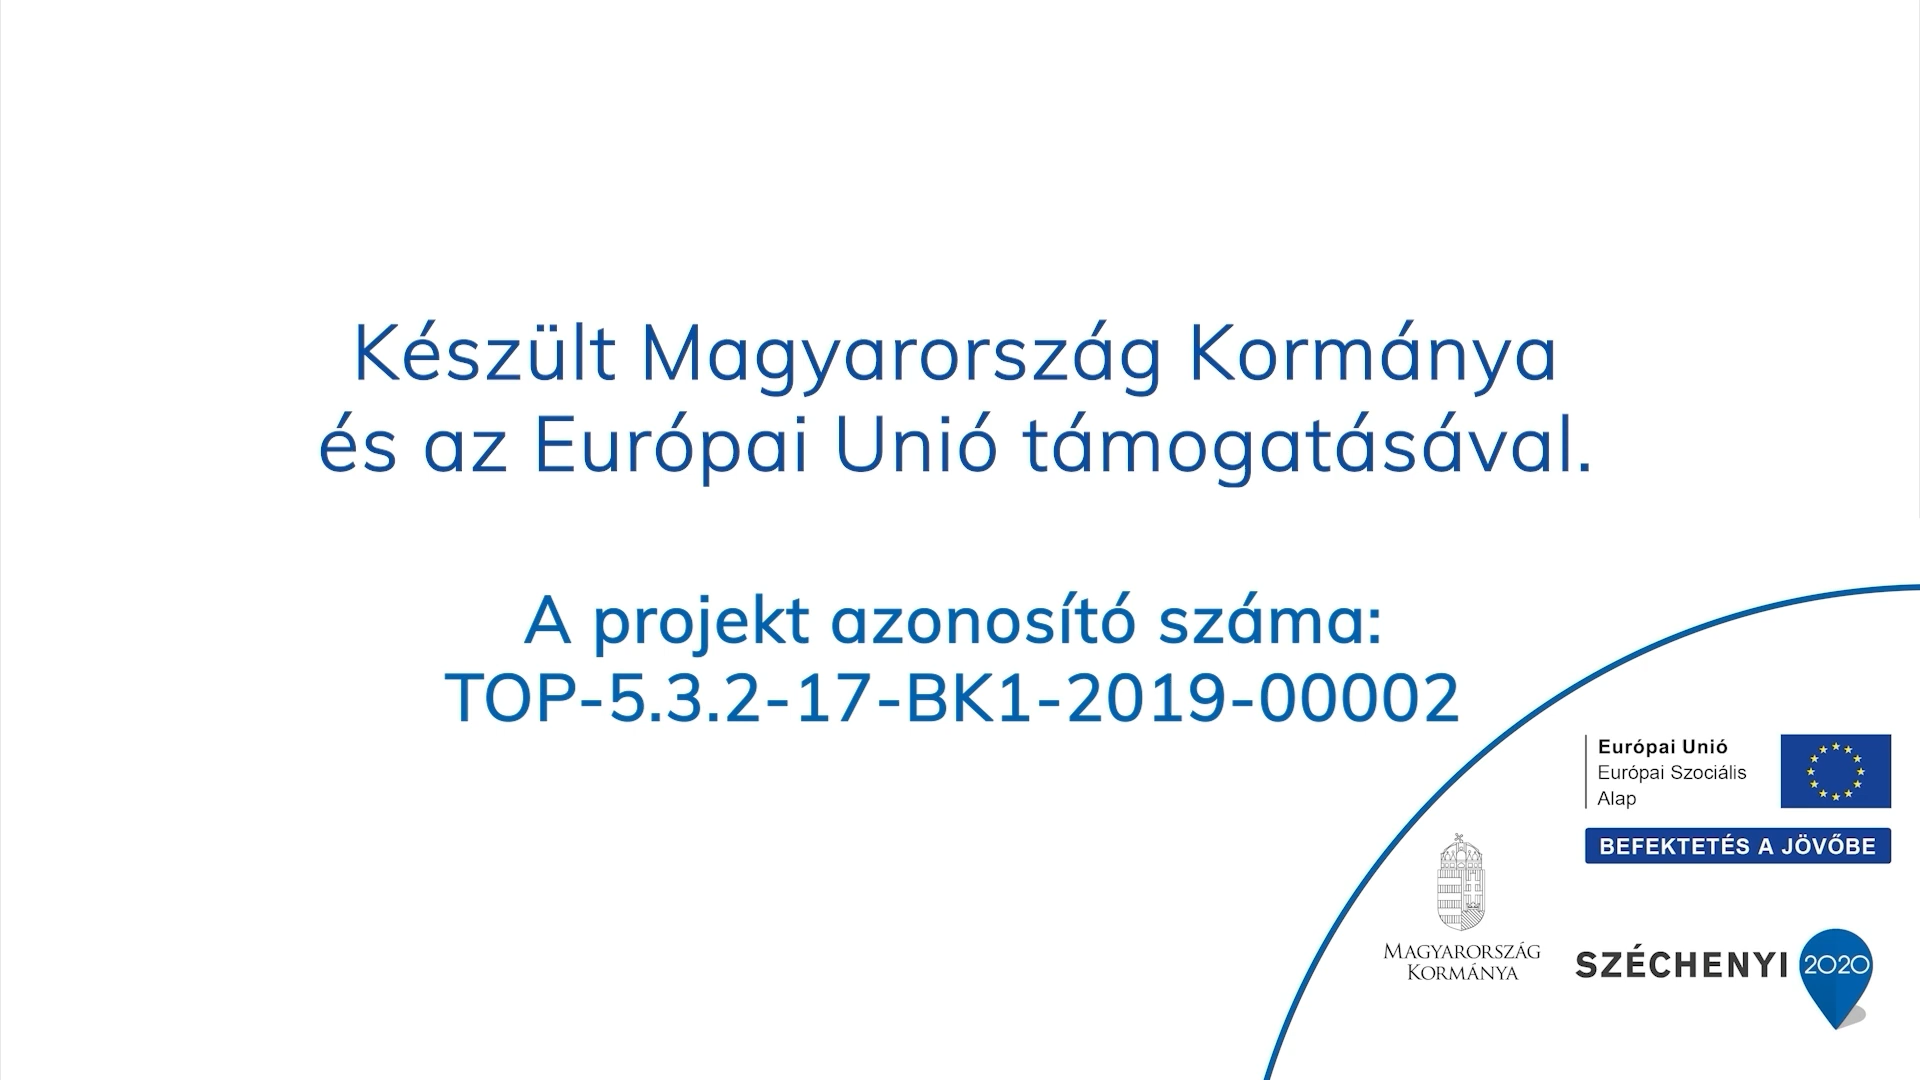 Készült Magyarország Kormánya
és az Európai Unió támogatásával.
A projekt azonosító száma:
TOP-5.3.2-17-BK1-2019-00002
Európai Unió
Európai Szociális
Alap
BEFEKTETÉS A JÖVŐBE
MAGYARORSZÁG
KORMÁNYA
SZÉCHENYI 2020